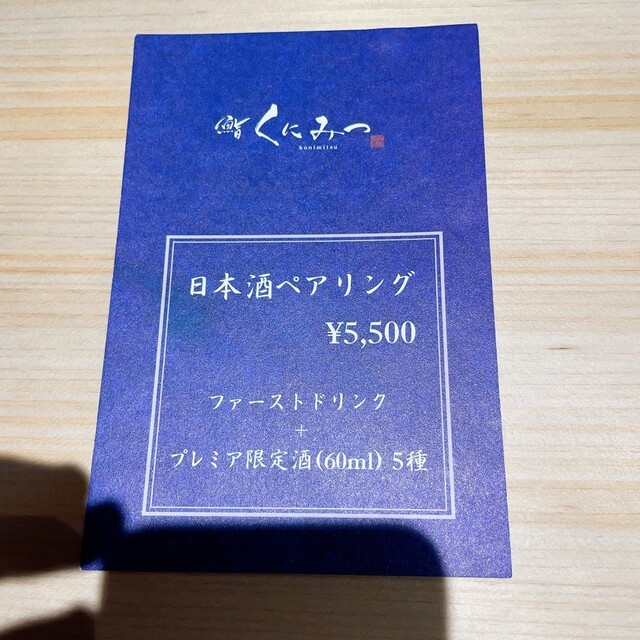 鮨 くにみつ
kunimitsu
日本酒ペアリング
¥5,500
ファーストドリンク
+
プレミア限定酒(60ml) 5種